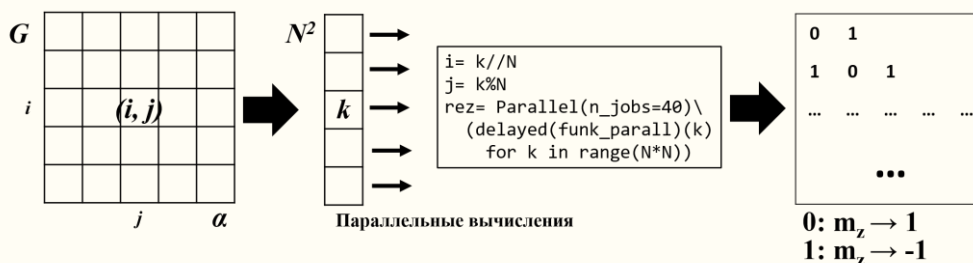 G
i
(i, j)
j
α
N²
k
Параллельные вычисления
i= k//N
j= k%N
rez= Parallel(n_jobs=40)\
(delayed(funk_parall)(k)
for k in range(N*N))
0 1
1 0 1
... ... ... ... ...
...
0: m_z → 1
1: m_z → -1